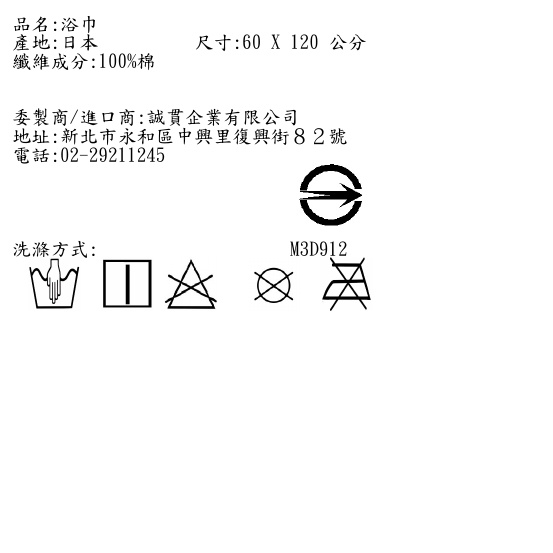 品名:浴巾
產地:日本 尺寸:60 X 120 公分
纖維成分:100%棉
委製商/進口商:誠貫企業有限公司
地址:新北市永和區中興里復興街８２號
電話:02-29211245
洗滌方式: M3D912